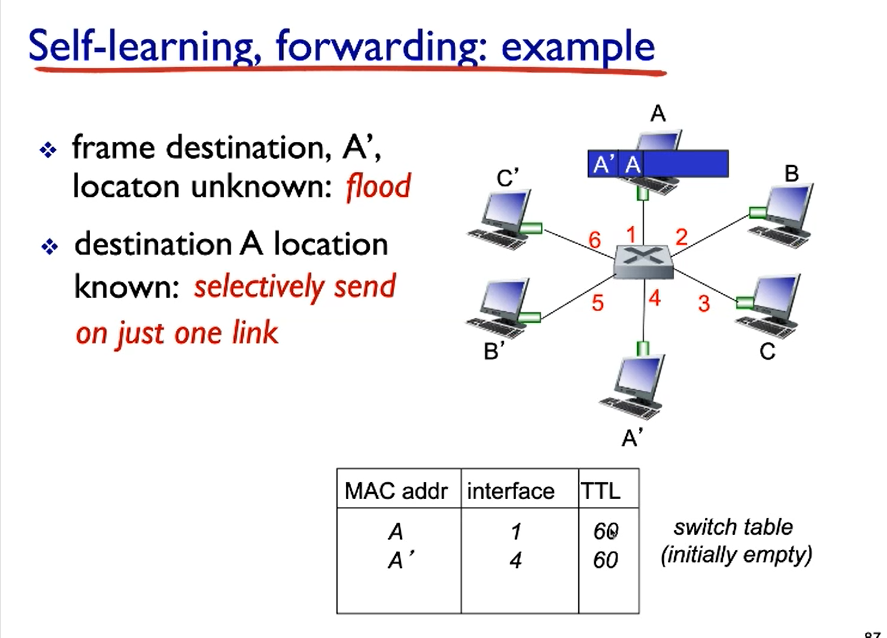 Self-learning, forwarding: example
❖ frame destination, A’,
locaton unknown: flood
❖ destination A location
known: selectively send
on just one link
A
A’ A
C’
B
6 1 2
5 4 3
B’
C
A’
MAC addr interface TTL
A 1 60
A’ 4 60
switch table
(initially empty)